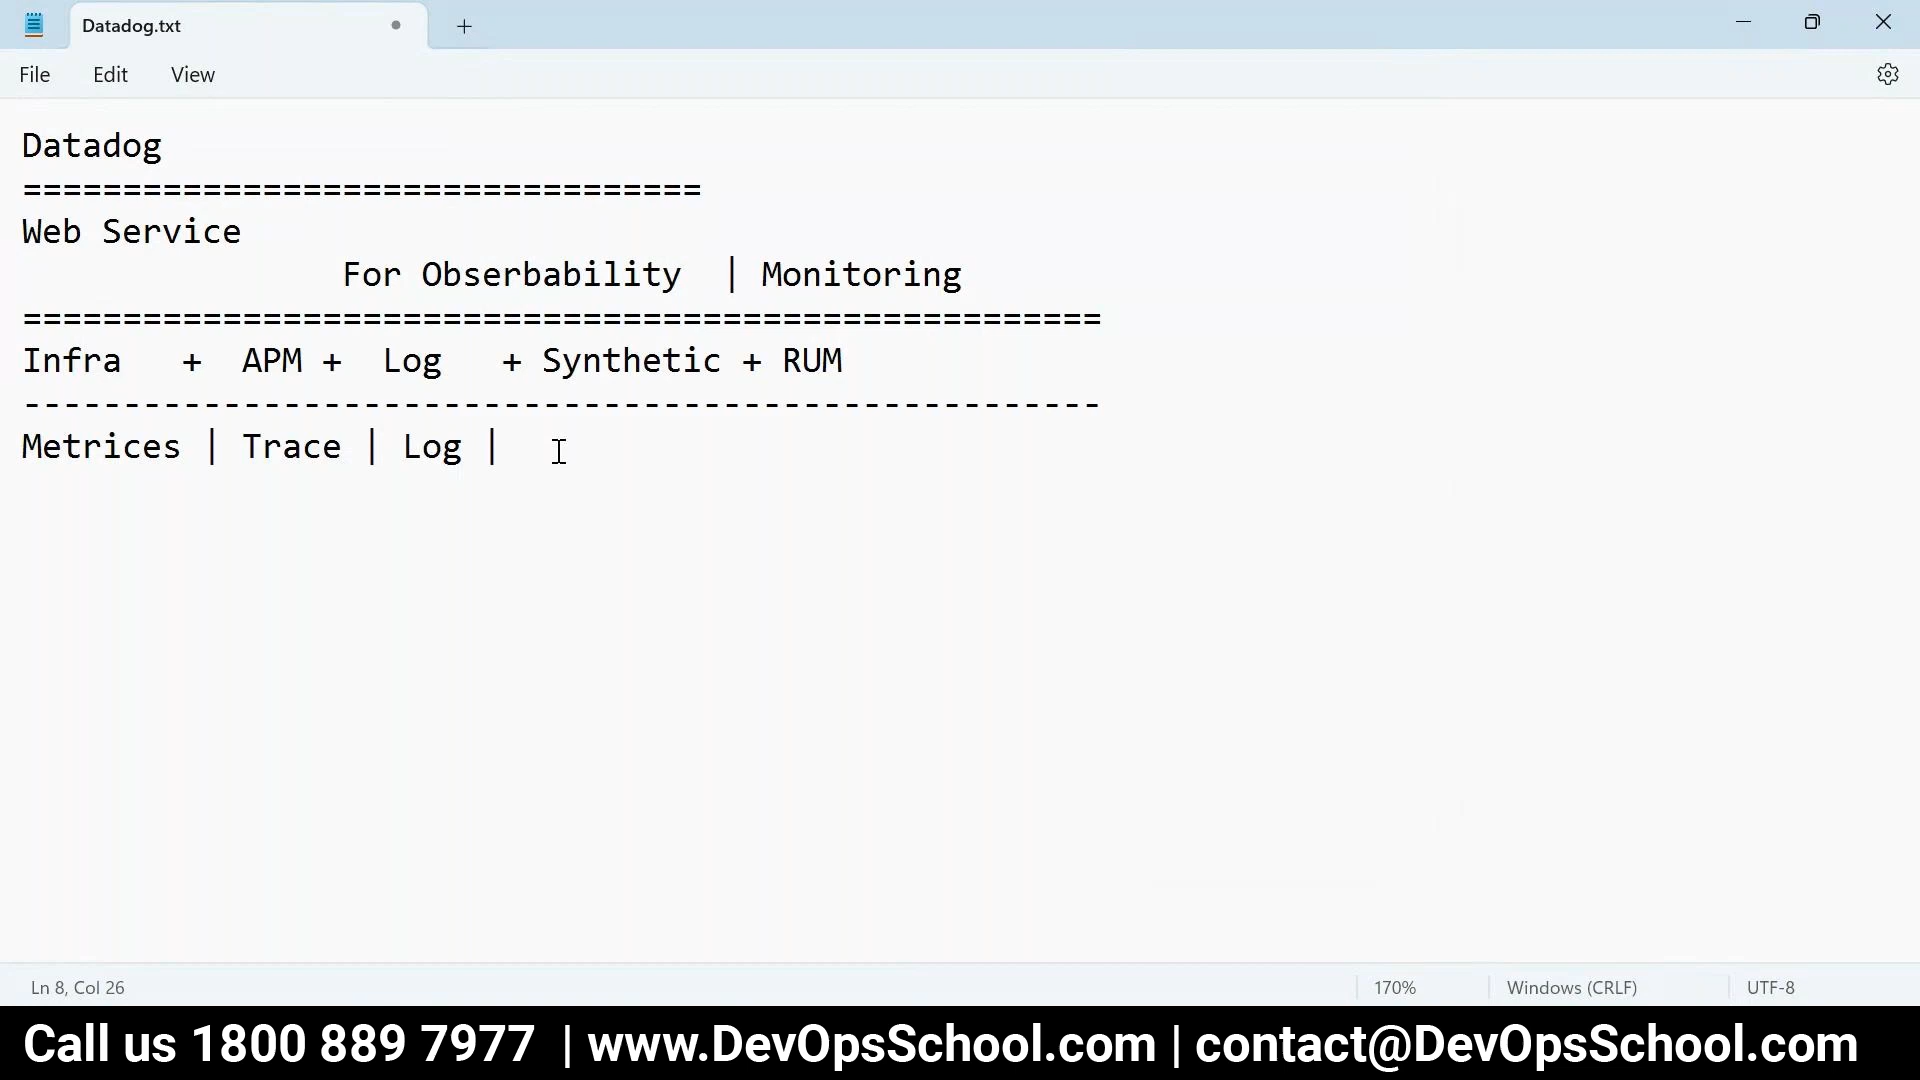 Datadog.txt
File Edit View
Datadog
==================================
Web Service
For Obserbability | Monitoring
======================================================
Infra + APM + Log + Synthetic + RUM
------------------------------------------------------
Metrices | Trace | Log |
Ln 8, Col 26 170% Windows (CRLF) UTF-8
Call us 1800 889 7977 | www.DevOpsSchool.com | contact@DevOpsSchool.com